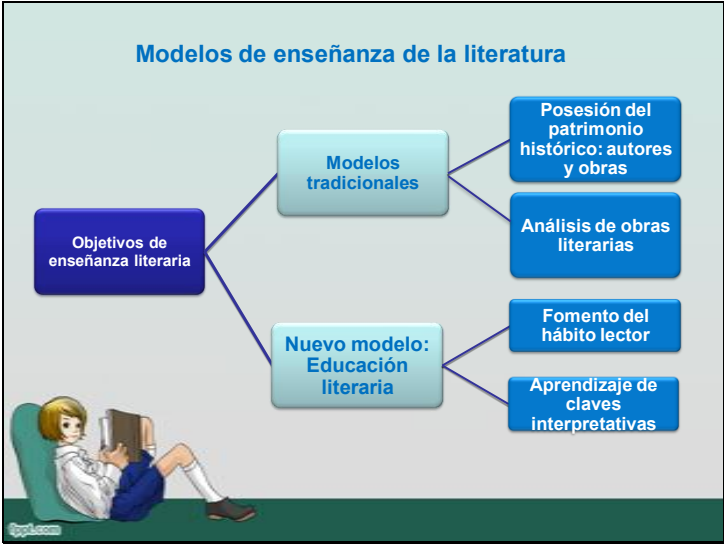 Modelos de enseñanza de la literatura
Objetivos de
enseñanza literaria
Modelos
tradicionales
Posesión del
patrimonio
histórico: autores
y obras
Análisis de obras
literarias
Nuevo modelo:
Educación
literaria
Fomento del
hábito lector
Aprendizaje de
claves
interpretativas
fppt.com